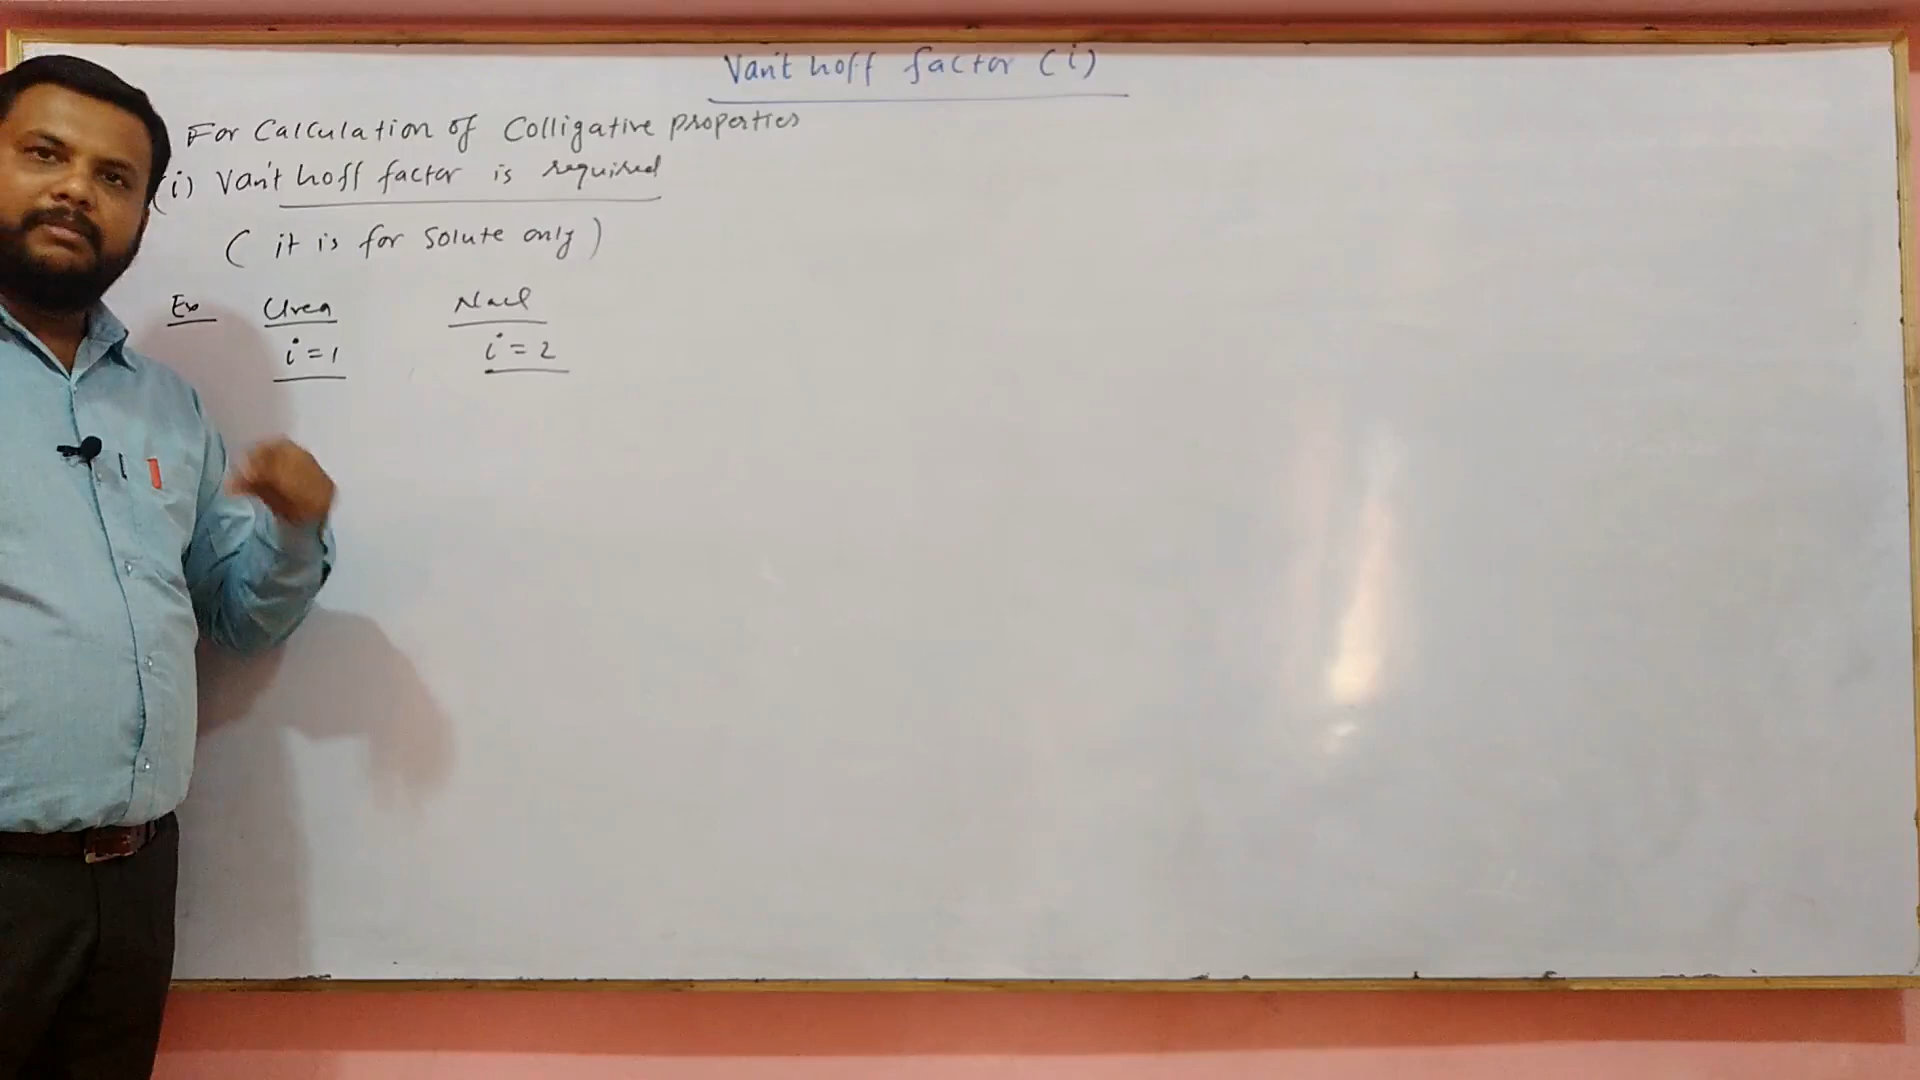 Van't hoff factor (i)
For Calculation of Colligative properties
(i) Van't hoff factor is required
( it is for Solute only )
Ex Urea NaCl
i = 1 i = 2